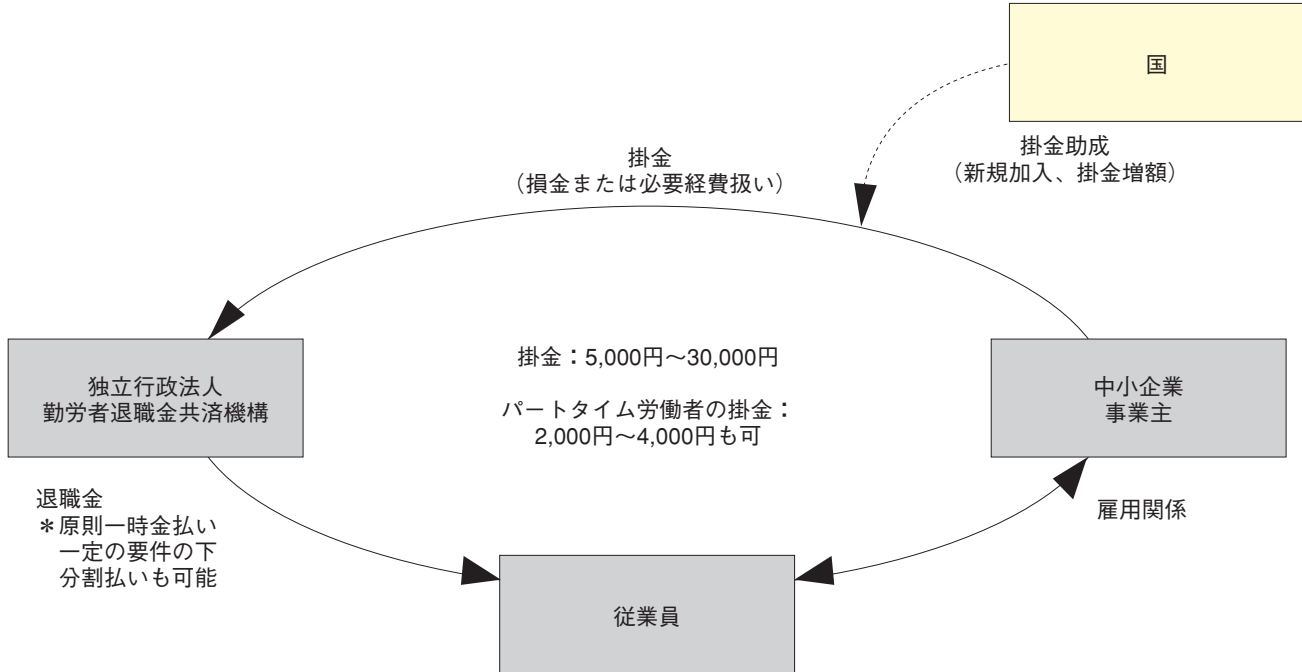 国
掛金助成
（新規加入、掛金増額）
掛金
（損金または必要経費扱い）
独立行政法人
勤労者退職金共済機構
掛金：5,000円～30,000円
パートタイム労働者の掛金：
2,000円～4,000円も可
中小企業
事業主
退職金
＊原則一時金払い
一定の要件の下
分割払いも可能
雇用関係
従業員